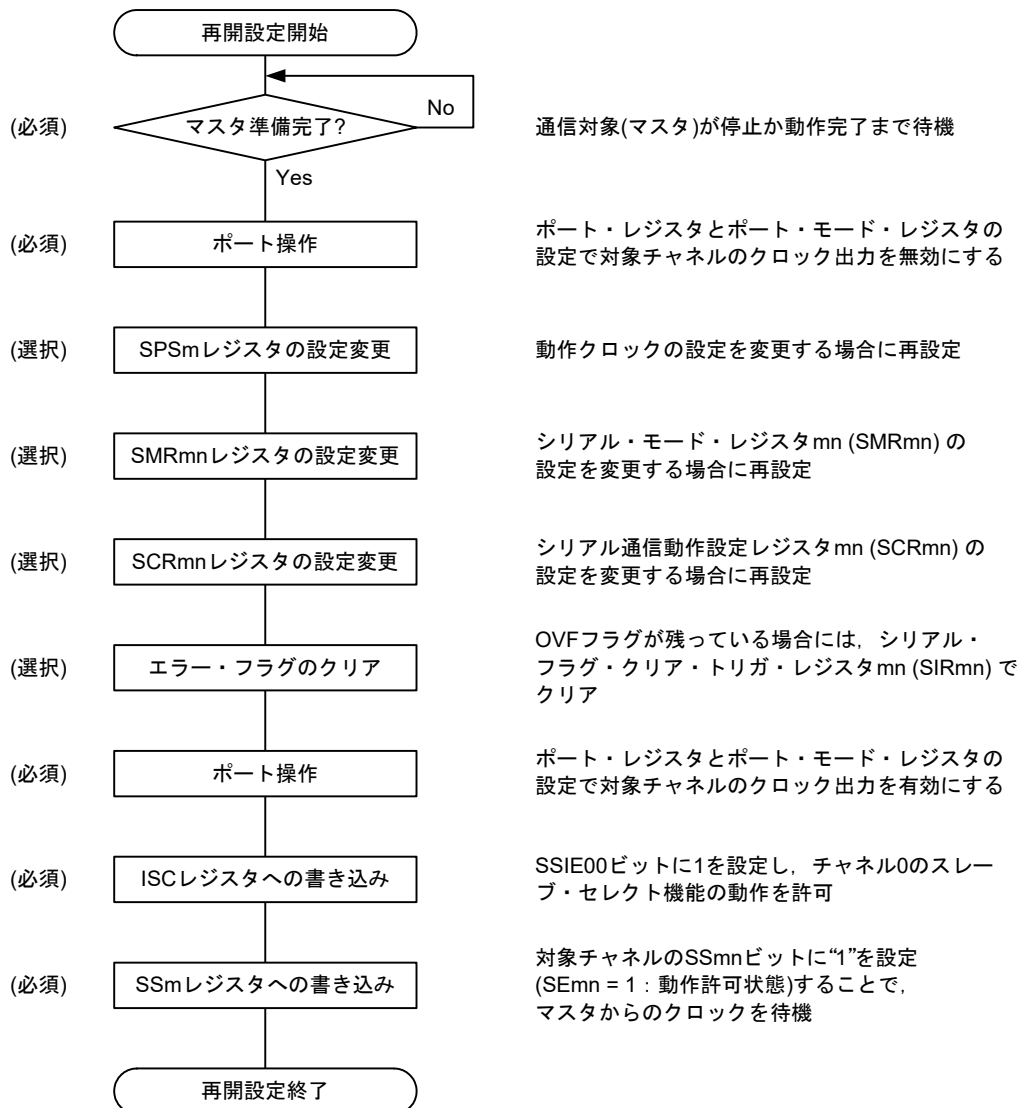 再開設定開始
No
(必須)
マスタ準備完了?
通信対象(マスタ)が停止か動作完了まで待機
Yes
(必須)
ポート操作
ポート・レジスタとポート・モード・レジスタの
設定で対象チャネルのクロック出力を無効にする
(選択)
SPSmレジスタの設定変更
動作クロックの設定を変更する場合に再設定
(選択)
SMRmnレジスタの設定変更
シリアル・モード・レジスタmn (SMRmn) の
設定を変更する場合に再設定
(選択)
SCRmnレジスタの設定変更
シリアル通信動作設定レジスタmn (SCRmn) の
設定を変更する場合に再設定
(選択)
エラー・フラグのクリア
OVFフラグが残っている場合には，シリアル・
フラグ・クリア・トリガ・レジスタmn (SIRmn) で
クリア
(必須)
ポート操作
ポート・レジスタとポート・モード・レジスタの
設定で対象チャネルのクロック出力を有効にする
(必須)
ISCレジスタへの書き込み
SSIE00ビットに1を設定し，チャネル0のスレー
ブ・セレクト機能の動作を許可
(必須)
SSmレジスタへの書き込み
対象チャネルのSSmnビットに“1”を設定
(SEmn = 1：動作許可状態)することで，
マスタからのクロックを待機
再開設定終了